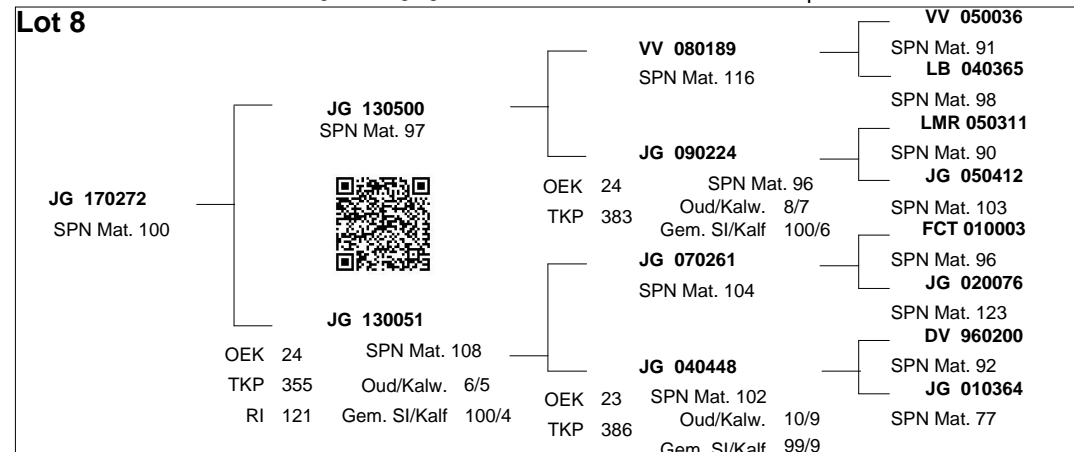 Lot 8
JG 170272
SPN Mat. 100
JG 130500
SPN Mat. 97
JG 130051
OEK 24 SPN Mat. 108
TKP 355 Oud/Kalw. 6/5
RI 121 Gem. SI/Kalf 100/4
VV 080189
SPN Mat. 116
JG 090224
OEK 24 SPN Mat. 96
TKP 383 Oud/Kalw. 8/7
Gem. SI/Kalf 100/6
JG 070261
SPN Mat. 104
JG 040448
OEK 23 SPN Mat. 102
TKP 386 Oud/Kalw. 10/9
Gem. SI/Kalf 99/9
VV 050036
SPN Mat. 91
LB 040365
SPN Mat. 98
LMR 050311
SPN Mat. 90
JG 050412
SPN Mat. 103
FCT 010003
SPN Mat. 96
JG 020076
SPN Mat. 123
DV 960200
SPN Mat. 92
JG 010364
SPN Mat. 77